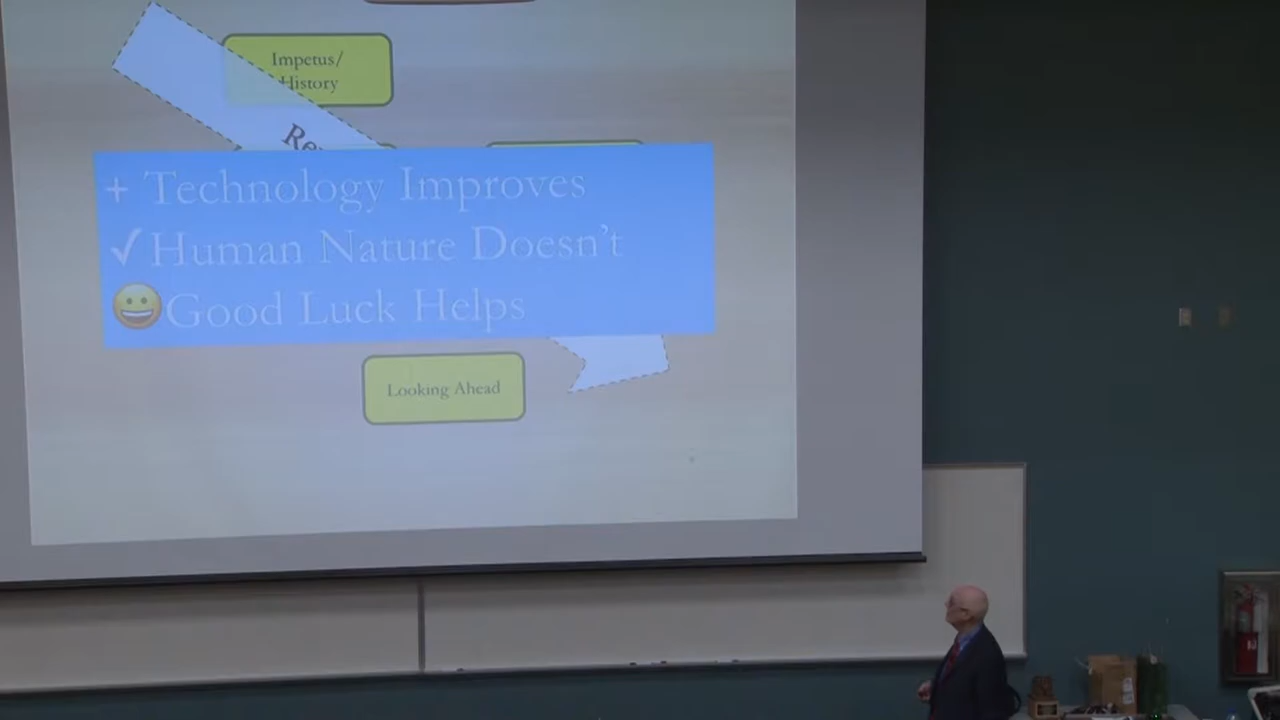 Impetus/
History
+ Technology Improves
✓Human Nature Doesn't
😀Good Luck Helps
Looking Ahead